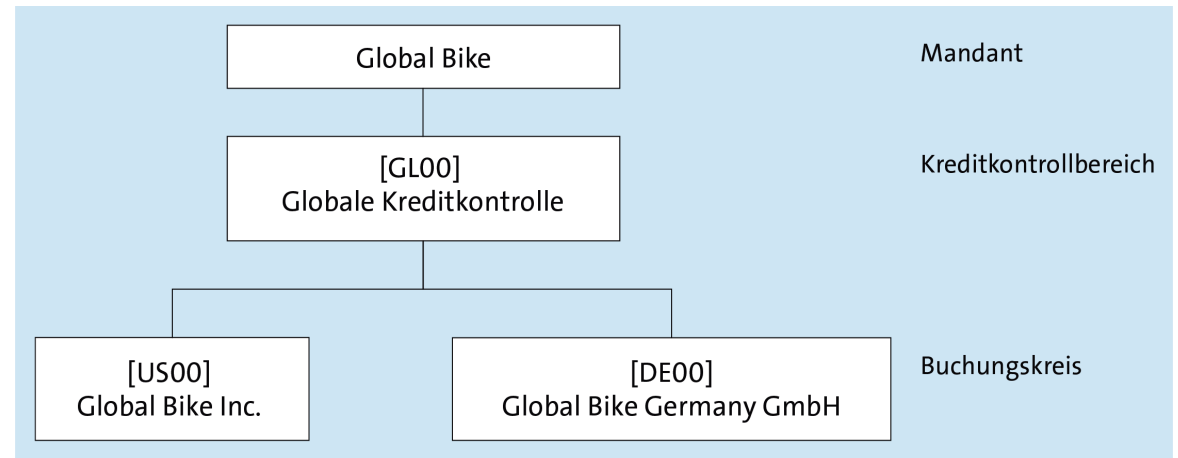 Global Bike
Mandant
[GL00]
Globale Kreditkontrolle
Kreditkontrollbereich
[US00]
Global Bike Inc.
[DE00]
Global Bike Germany GmbH
Buchungskreis